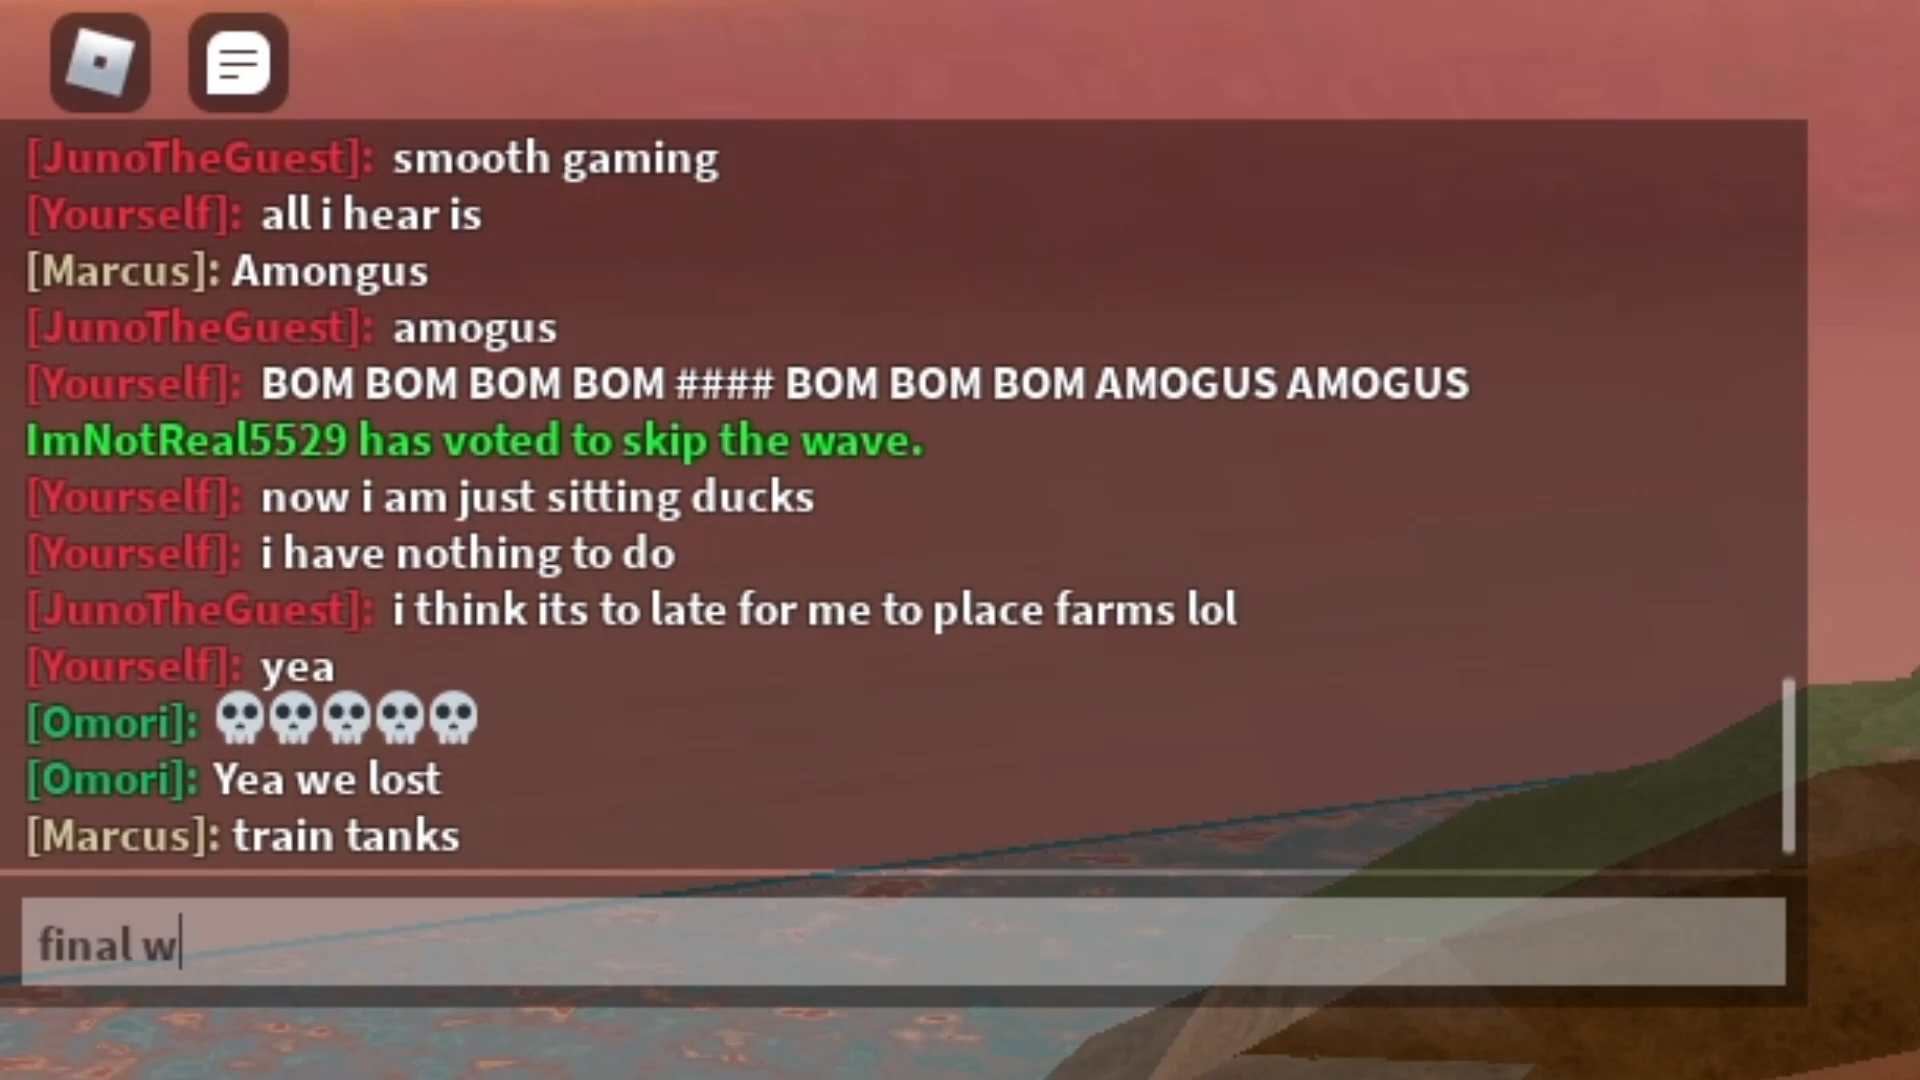 [JunoTheGuest]: smooth gaming
[Yourself]: all i hear is
[Marcus]: Amongus
[JunoTheGuest]: amogus
[Yourself]: BOM BOM BOM BOM #### BOM BOM BOM AMOGUS AMOGUS
ImNotReal5529 has voted to skip the wave.
[Yourself]: now i am just sitting ducks
[Yourself]: i have nothing to do
[JunoTheGuest]: i think its to late for me to place farms lol
[Yourself]: yea
[Omori]: 💀💀💀💀💀
[Omori]: Yea we lost
[Marcus]: train tanks
final w